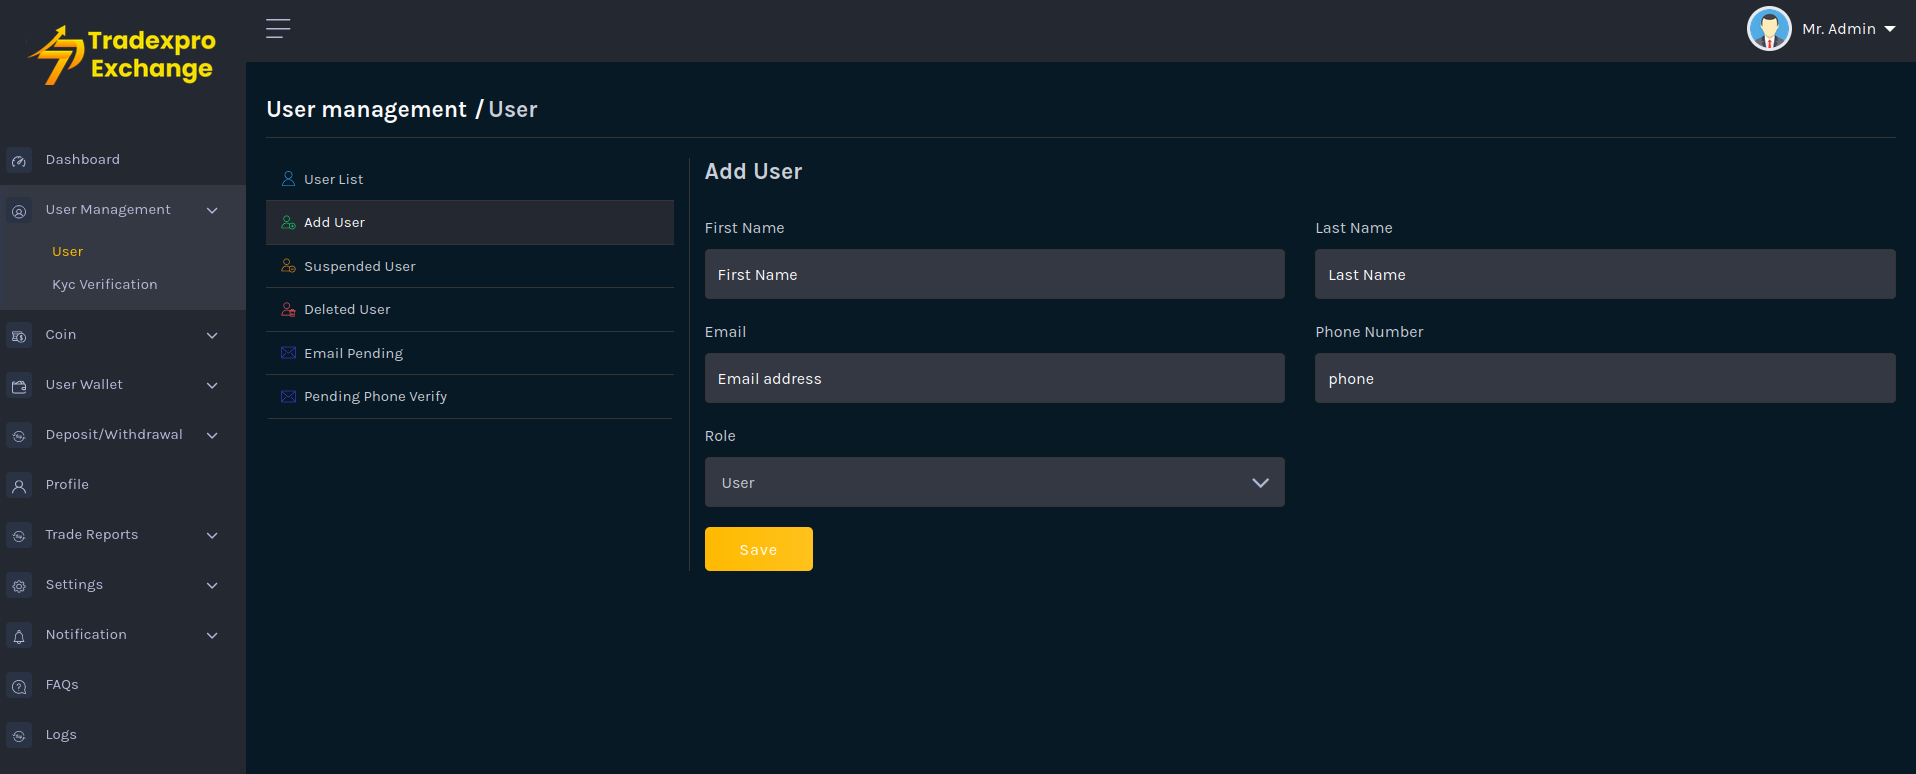 Tradexpro
Exchange
Mr. Admin
Dashboard
User Management
User
Kyc Verification
Coin
User Wallet
Deposit/Withdrawal
Profile
Trade Reports
Settings
Notification
FAQs
Logs
User management / User
User List
Add User
Suspended User
Deleted User
Email Pending
Pending Phone Verify
Add User
First Name
Last Name
First Name
Last Name
Email
Phone Number
Email address
phone
Role
User
Save